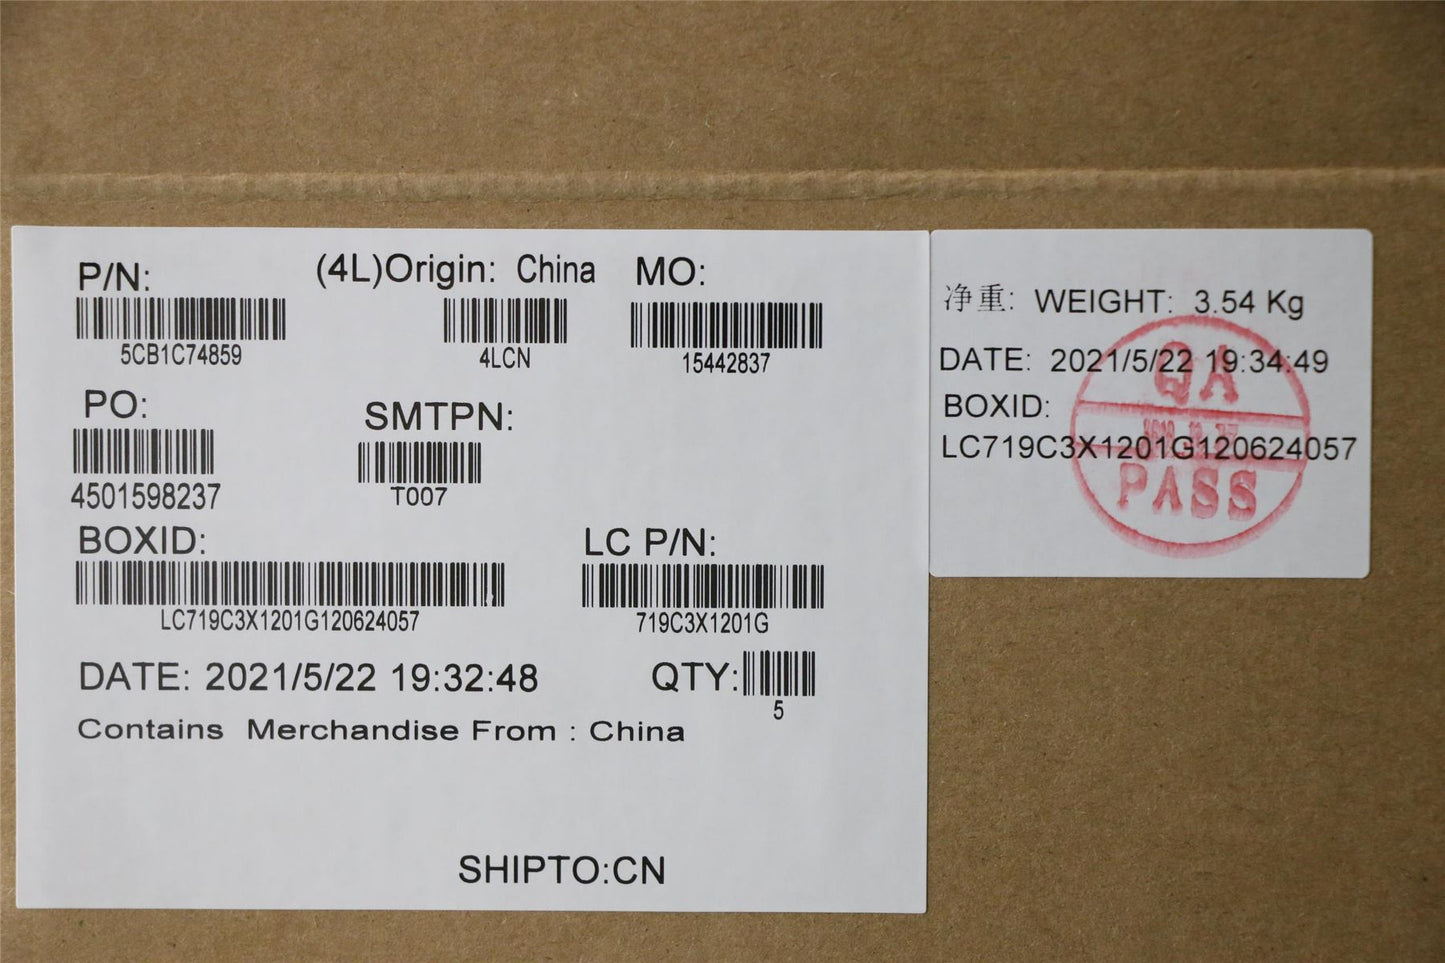 P/N: (4L)Origin: China MO:
5CB1C74859 4LCN 15442837
PO: SMTPN:
4501598237 T007
BOXID: LC P/N:
LC719C3X1201G120624057 719C3X1201G
DATE: 2021/5/22 19:32:48 QTY:
5
Contains Merchandise From : China
SHIPTO:CN
净重: WEIGHT: 3.54 Kg
DATE: 2021/5/22 19:34:49
BOXID:
LC719C3X1201G120624057
QA
PASS